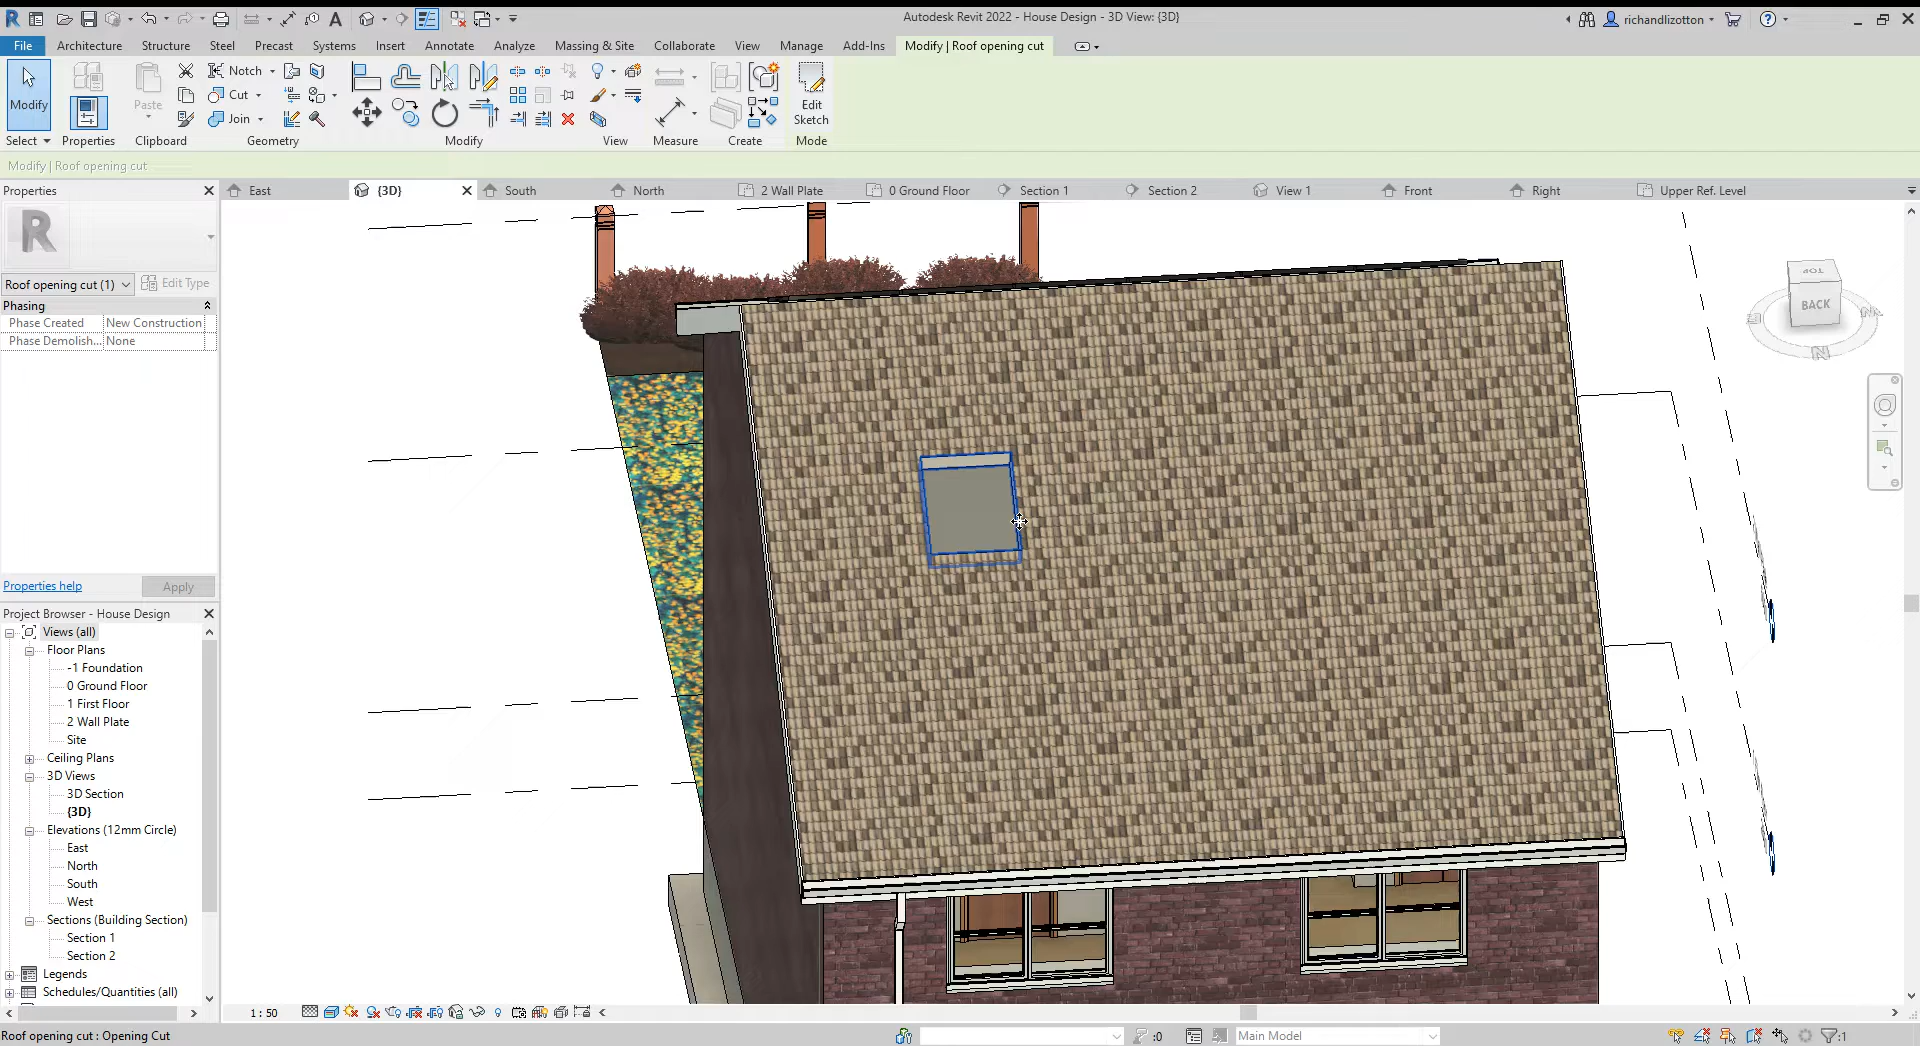 Autodesk Revit 2022 - House Design - 3D View: {3D}
richandlizotton
File
Architecture
Structure
Steel
Precast
Systems
Insert
Annotate
Analyze
Massing & Site
Collaborate
View
Manage
Add-Ins
Modify | Roof opening cut
Modify
Paste
Notch
Cut
Join
Edit
Sketch
Select
Properties
Clipboard
Geometry
Modify
View
Measure
Create
Mode
Modify | Roof opening cut
Properties
East
{3D}
South
North
2 Wall Plate
0 Ground Floor
Section 1
Section 2
View 1
Front
Right
Upper Ref. Level
Roof opening cut (1)
Edit Type
Phasing
Phase Created
New Construction
Phase Demolish...
None
TOP
BACK
N
Properties help
Apply
Project Browser - House Design
Views (all)
Floor Plans
-1 Foundation
0 Ground Floor
1 First Floor
2 Wall Plate
Site
Ceiling Plans
3D Views
3D Section
{3D}
Elevations (12mm Circle)
East
North
South
West
Sections (Building Section)
Section 1
Section 2
Legends
Schedules/Quantities (all)
1 : 50
Roof opening cut : Opening Cut
:0
Main Model
:1